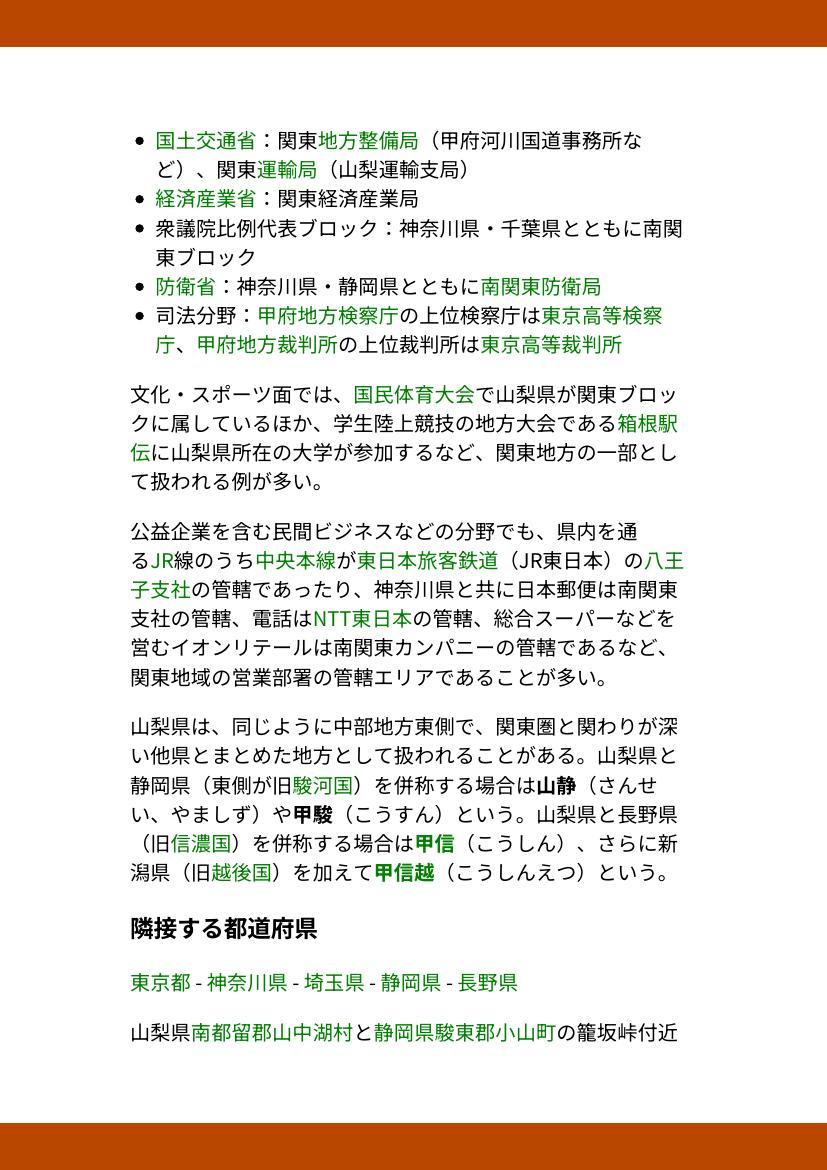 国土交通省：関東地方整備局（甲府河川国道事務所な
ど）、関東運輸局（山梨運輸支局）
経済産業省：関東経済産業局
衆議院比例代表ブロック：神奈川県・千葉県とともに南関
東ブロック
防衛省：神奈川県・静岡県とともに南関東防衛局
司法分野：甲府地方検察庁の上位検察庁は東京高等検察
庁、甲府地方裁判所の上位裁判所は東京高等裁判所
文化・スポーツ面では、国民体育大会で山梨県が関東ブロッ
クに属しているほか、学生陸上競技の地方大会である箱根駅
伝に山梨県所在の大学が参加するなど、関東地方の一部とし
て扱われる例が多い。
公益企業を含む民間ビジネスなどの分野でも、県内を通
るJR線のうち中央本線が東日本旅客鉄道（JR東日本）の八王
子支社の管轄であったり、神奈川県と共に日本郵便は南関東
支社の管轄、電話はNTT東日本の管轄、総合スーパーなどを
営むイオンリテールは南関東カンパニーの管轄であるなど、
関東地域の営業部署の管轄エリアであることが多い。
山梨県は、同じように中部地方東側で、関東圏と関わりが深
い他県とまとめた地方として扱われることがある。山梨県と
静岡県（東側が旧駿河国）を併称する場合は山静（さんせ
い、やましず）や甲駿（こうすん）という。山梨県と長野県
（旧信濃国）を併称する場合は甲信（こうしん）、さらに新
潟県（旧越後国）を加えて甲信越（こうしんえつ）という。
隣接する都道府県
東京都 - 神奈川県 - 埼玉県 - 静岡県 - 長野県
山梨県南都留郡山中湖村と静岡県駿東郡小山町の籠坂峠付近